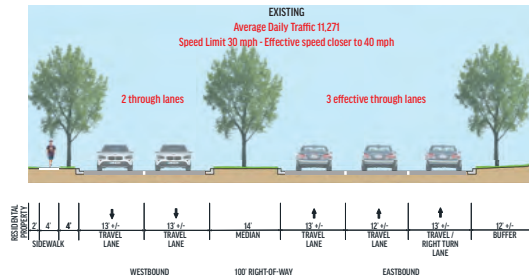 EXISTING
Average Daily Traffic 11,271
Speed Limit 30 mph - Effective speed closer to 40 mph
2 through lanes
3 effective through lanes
RESIDENTAL
PROPERTY
2' 4' 4' 13' +/- 13' +/- 14' 13' +/- 12' +/- 13' +/- 12' +/-
SIDEWALK
TRAVEL
LANE
TRAVEL
LANE
MEDIAN
TRAVEL
LANE
TRAVEL
LANE
TRAVEL /
RIGHT TURN
LANE
BUFFER
WESTBOUND 100' RIGHT-OF-WAY EASTBOUND